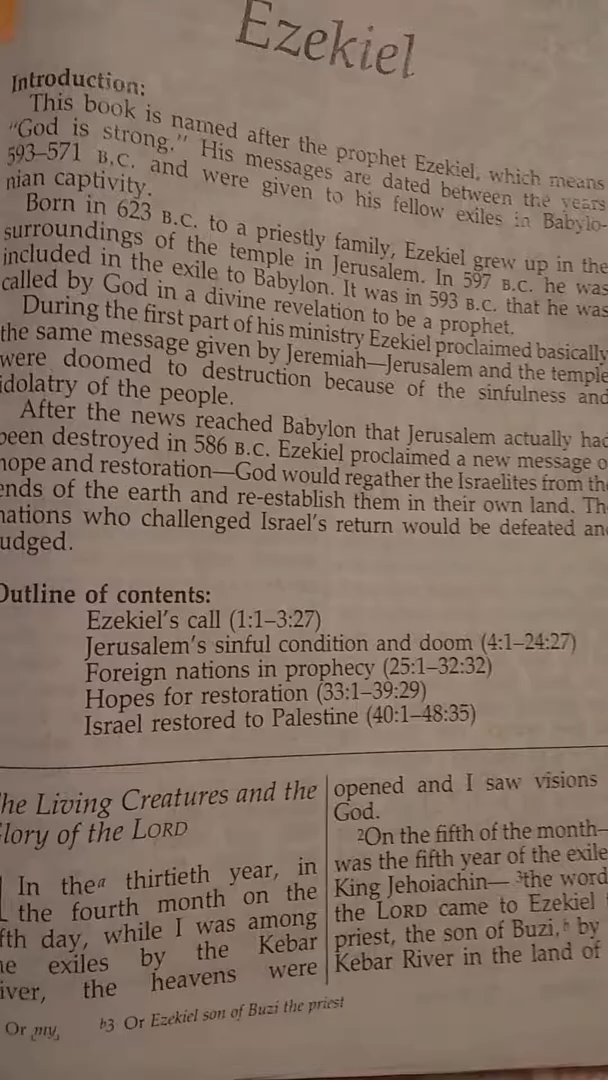 Ezekiel
Introduction:
This book is named after the prophet Ezekiel, which means
"God is strong." His messages are dated between the years
593–571 B.C. and were given to his fellow exiles in Babylo-
nian captivity.
Born in 623 B.C. to a priestly family, Ezekiel grew up in the
surroundings of the temple in Jerusalem. In 597 B.C. he was
included in the exile to Babylon. It was in 593 B.C. that he was
called by God in a divine revelation to be a prophet.
During the first part of his ministry Ezekiel proclaimed basically
the same message given by Jeremiah—Jerusalem and the temple
were doomed to destruction because of the sinfulness and
idolatry of the people.
After the news reached Babylon that Jerusalem actually had
been destroyed in 586 B.C. Ezekiel proclaimed a new message o
hope and restoration—God would regather the Israelites from the
ends of the earth and re-establish them in their own land. Th
nations who challenged Israel's return would be defeated an
udged.
Outline of contents:
Ezekiel's call (1:1–3:27)
Jerusalem's sinful condition and doom (4:1–24:27)
Foreign nations in prophecy (25:1–32:32)
Hopes for restoration (33:1–39:29)
Israel restored to Palestine (40:1–48:35)
he Living Creatures and the
lory of the LORD
In the a thirtieth year, in
the fourth month on the
fth day, while I was among
e exiles by the Kebar
iver, the heavens were
opened and I saw visions
God.
2On the fifth of the month—
was the fifth year of the exile
King Jehoiachin— 3the word
the LORD came to Ezekiel
priest, the son of Buzi, b by
Kebar River in the land of
Or my,
b3 Or Ezekiel son of Buzi the priest